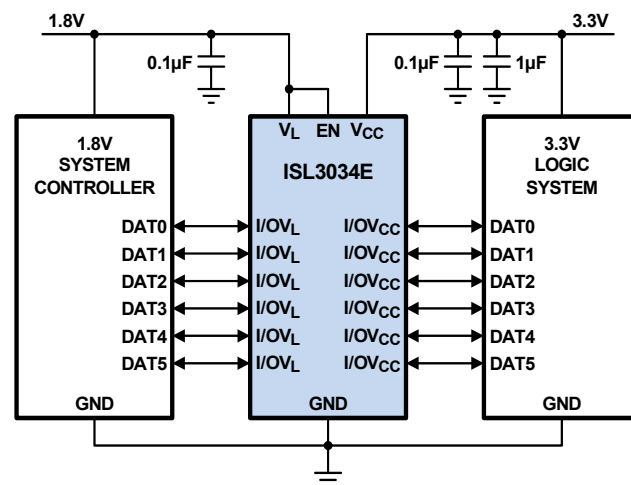 1.8V 3.3V
0.1µF 0.1µF 1µF
VL EN VCC
1.8V
SYSTEM
CONTROLLER
ISL3034E
3.3V
LOGIC
SYSTEM
DAT0 I/OVL I/OVCC DAT0
DAT1 I/OVL I/OVCC DAT1
DAT2 I/OVL I/OVCC DAT2
DAT3 I/OVL I/OVCC DAT3
DAT4 I/OVL I/OVCC DAT4
DAT5 I/OVL I/OVCC DAT5
GND GND GND